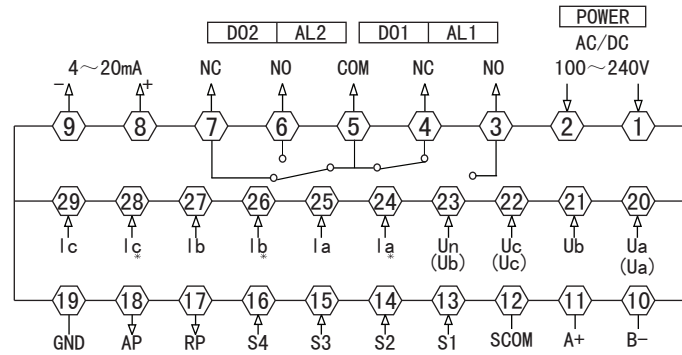 POWER
DO2 AL2 DO1 AL1
AC/DC
4～20mA NC NO COM NC NO 100～240V
- +
9 8 7 6 5 4 3 2 1
29 28 27 26 25 24 23 22 21 20
Ic Ic* Ib Ib* Ia Ia* Un Uc Ub Ua
(Ub) (Uc) (Ua)
19 18 17 16 15 14 13 12 11 10
GND AP RP S4 S3 S2 S1 SCOM A+ B-